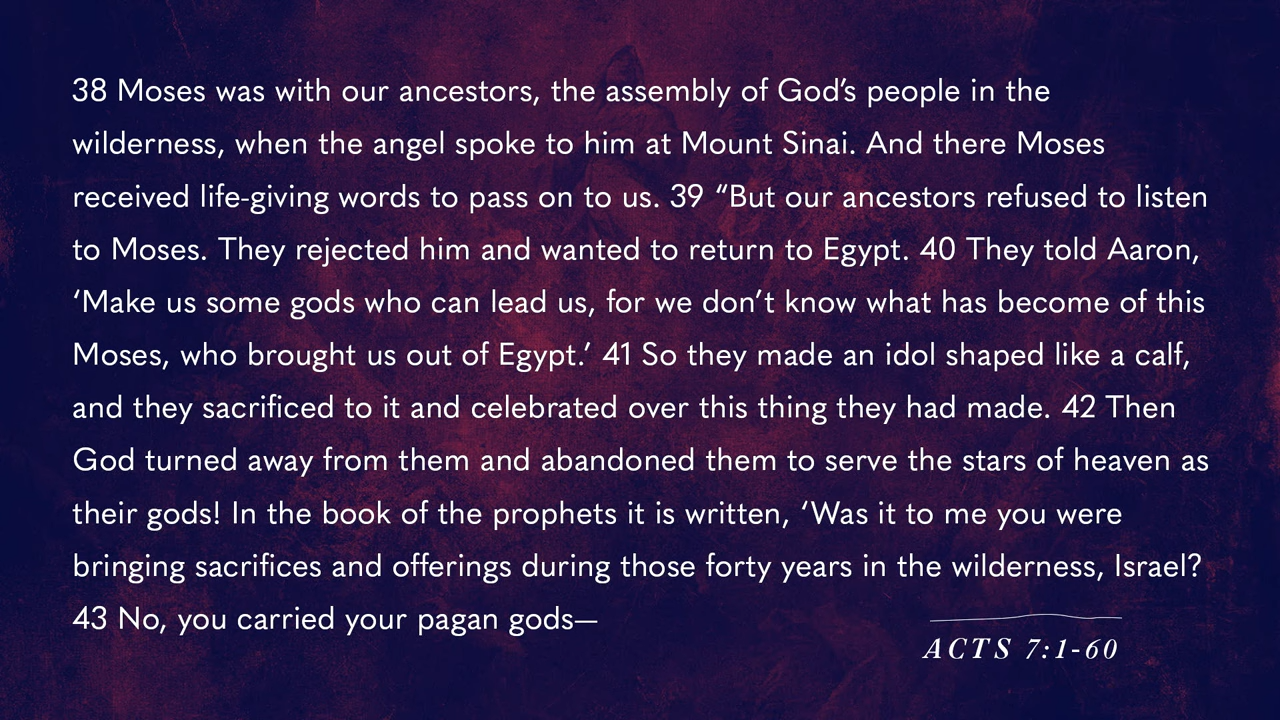 38 Moses was with our ancestors, the assembly of God’s people in the
wilderness, when the angel spoke to him at Mount Sinai. And there Moses
received life-giving words to pass on to us. 39 “But our ancestors refused to listen
to Moses. They rejected him and wanted to return to Egypt. 40 They told Aaron,
‘Make us some gods who can lead us, for we don’t know what has become of this
Moses, who brought us out of Egypt.’ 41 So they made an idol shaped like a calf,
and they sacrificed to it and celebrated over this thing they had made. 42 Then
God turned away from them and abandoned them to serve the stars of heaven as
their gods! In the book of the prophets it is written, ‘Was it to me you were
bringing sacrifices and offerings during those forty years in the wilderness, Israel?
43 No, you carried your pagan gods—
ACTS 7:1-60